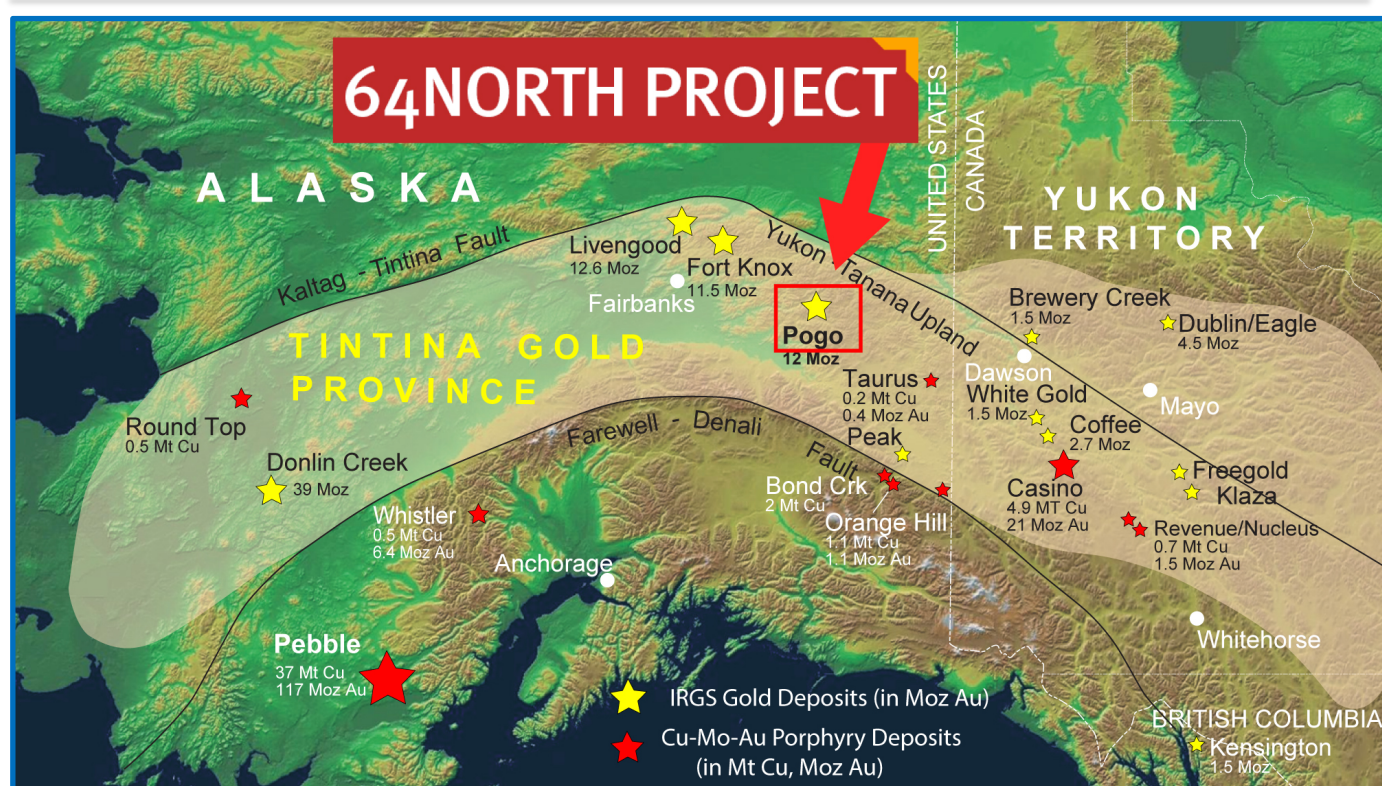 64NORTH PROJECT
UNITED STATES
CANADA
ALASKA
YUKON
TERRITORY
Kaltag - Tintina Fault
Livengood
12.6 Moz
Fort Knox
11.5 Moz
Fairbanks
Yukon - Tanana Upland
Pogo
12 Moz
Brewery Creek
1.5 Moz
Dublin/Eagle
4.5 Moz
Dawson
TINTINA GOLD
PROVINCE
Taurus
0.2 Mt Cu
0.4 Moz Au
White Gold
1.5 Moz
Mayo
Coffee
2.7 Moz
Round Top
0.5 Mt Cu
Farewell - Denali Fault
Peak
Donlin Creek
39 Moz
Bond Crk
2 Mt Cu
Casino
4.9 MT Cu
21 Moz Au
Freegold
Klaza
Whistler
0.5 Mt Cu
6.4 Moz Au
Orange Hill
1.1 Mt Cu
1.1 Moz Au
Revenue/Nucleus
0.7 Mt Cu
1.5 Moz Au
Anchorage
Whitehorse
Pebble
37 Mt Cu
117 Moz Au
IRGS Gold Deposits (in Moz Au)
Cu-Mo-Au Porphyry Deposits
(in Mt Cu, Moz Au)
BRITISH COLUMBIA
Kensington
1.5 Moz